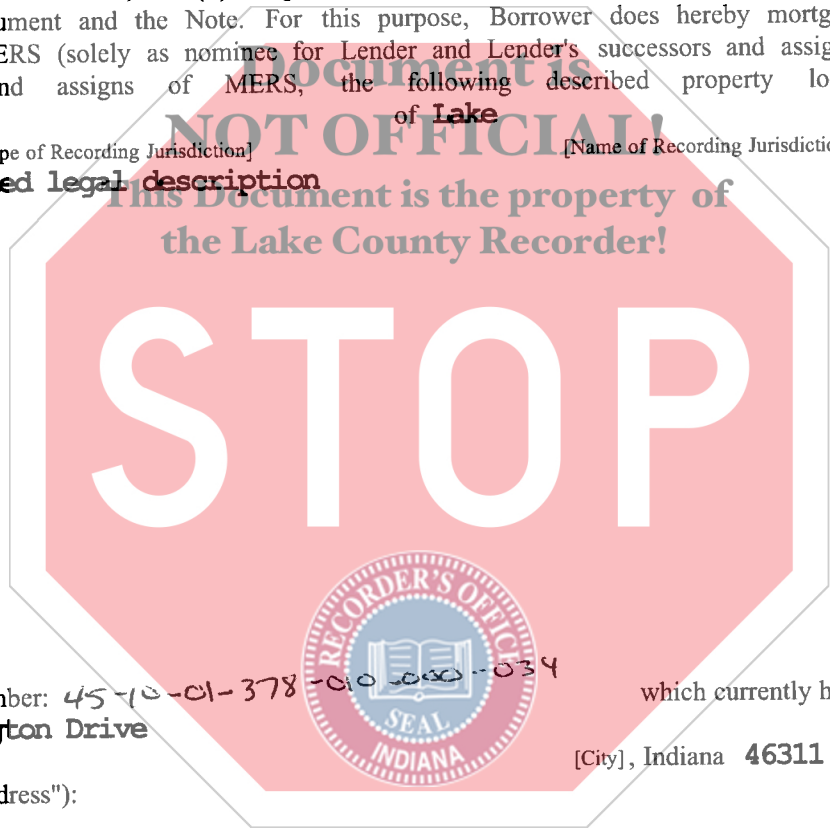 ument and the Note. For this purpose, Borrower does hereby mortg
ERS (solely as nominee for Lender and Lender's successors and assig
nd assigns of MERS, the following described property lo
Document is
of Lake
NOT OFFICIAL!
pe of Recording Jurisdiction] [Name of Recording Jurisdictio
ed legal description
This Document is the property of
the Lake County Recorder!
STOP
RECORDER'S OFFICE
SEAL
INDIANA
nber: 45-10-01-378-010-000-034 which currently h
gton Drive
[City], Indiana 46311
dress"):